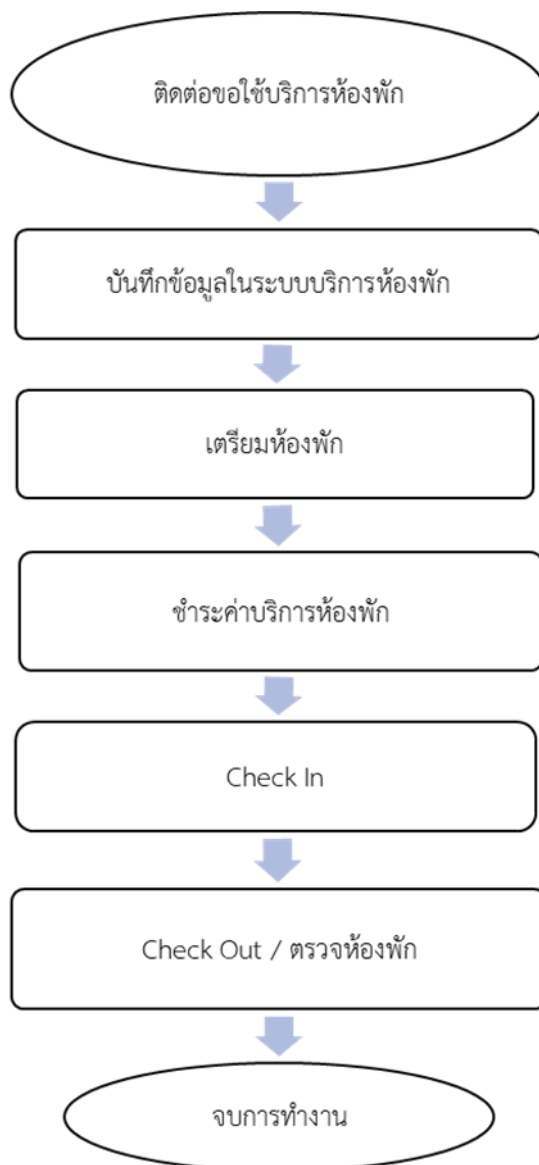 ติดต่อขอใช้บริการห้องพัก
บันทึกข้อมูลในระบบบริการห้องพัก
เตรียมห้องพัก
ชำระค่าบริการห้องพัก
Check In
Check Out / ตรวจห้องพัก
จบการทำงาน